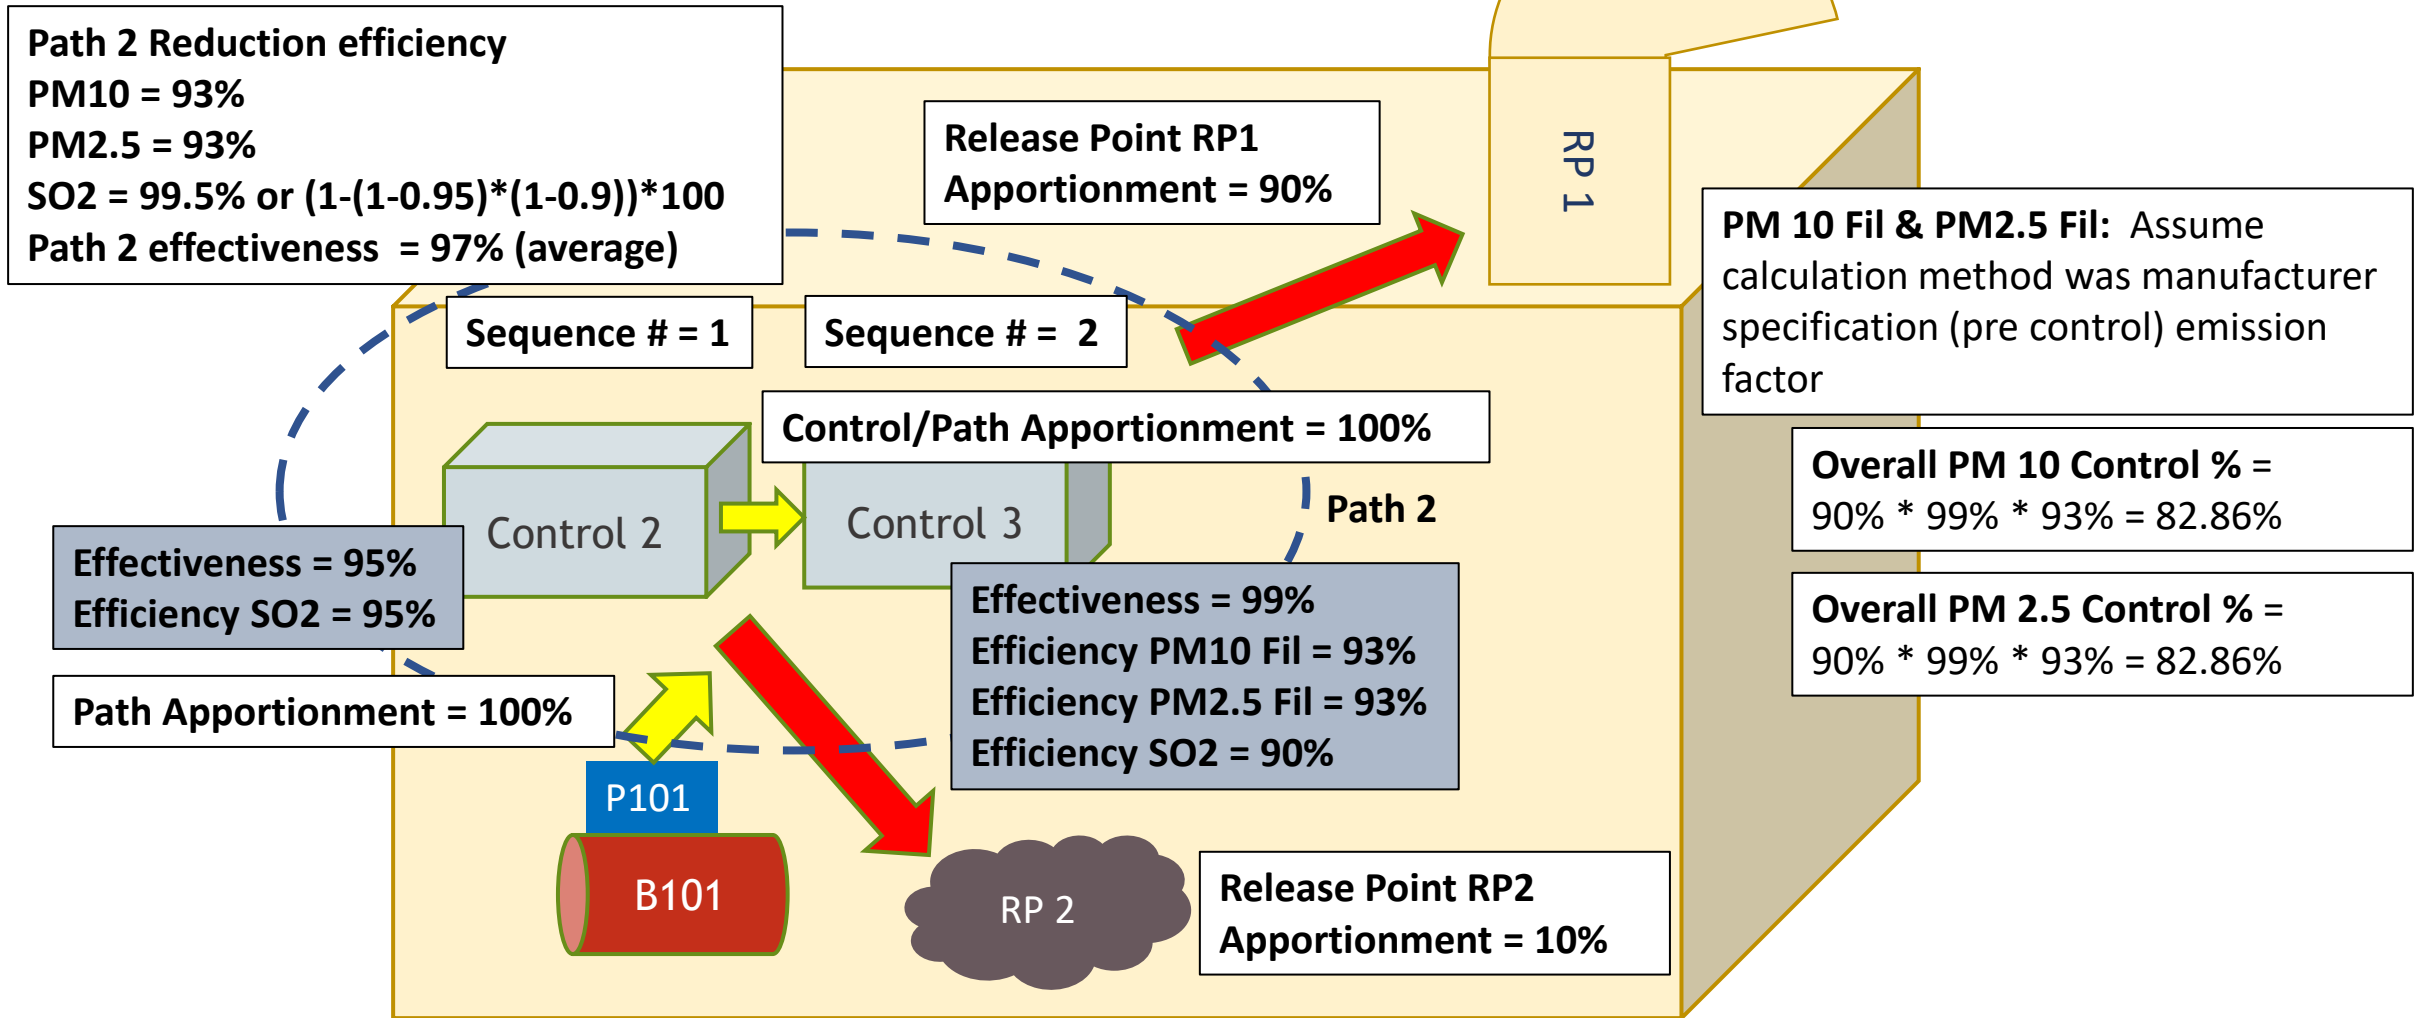 Path 2 Reduction efficiency
PM10 = 93%
PM2.5 = 93%
SO2 = 99.5% or (1-(1-0.95)*(1-0.9))*100
Path 2 effectiveness  = 97% (average)
Release Point RP1
Apportionment = 90%
RP 1
PM 10 Fil & PM2.5 Fil:  Assume
calculation method was manufacturer
specification (pre control) emission
factor
Sequence # = 1
Sequence # =  2
Control/Path Apportionment = 100%
Overall PM 10 Control % =
90% * 99% * 93% = 82.86%
Control 2
Control 3
Path 2
Effectiveness = 95%
Efficiency SO2 = 95%
Effectiveness = 99%
Efficiency PM10 Fil = 93%
Efficiency PM2.5 Fil = 93%
Efficiency SO2 = 90%
Overall PM 2.5 Control % =
90% * 99% * 93% = 82.86%
Path Apportionment = 100%
P101
B101
RP 2
Release Point RP2
Apportionment = 10%